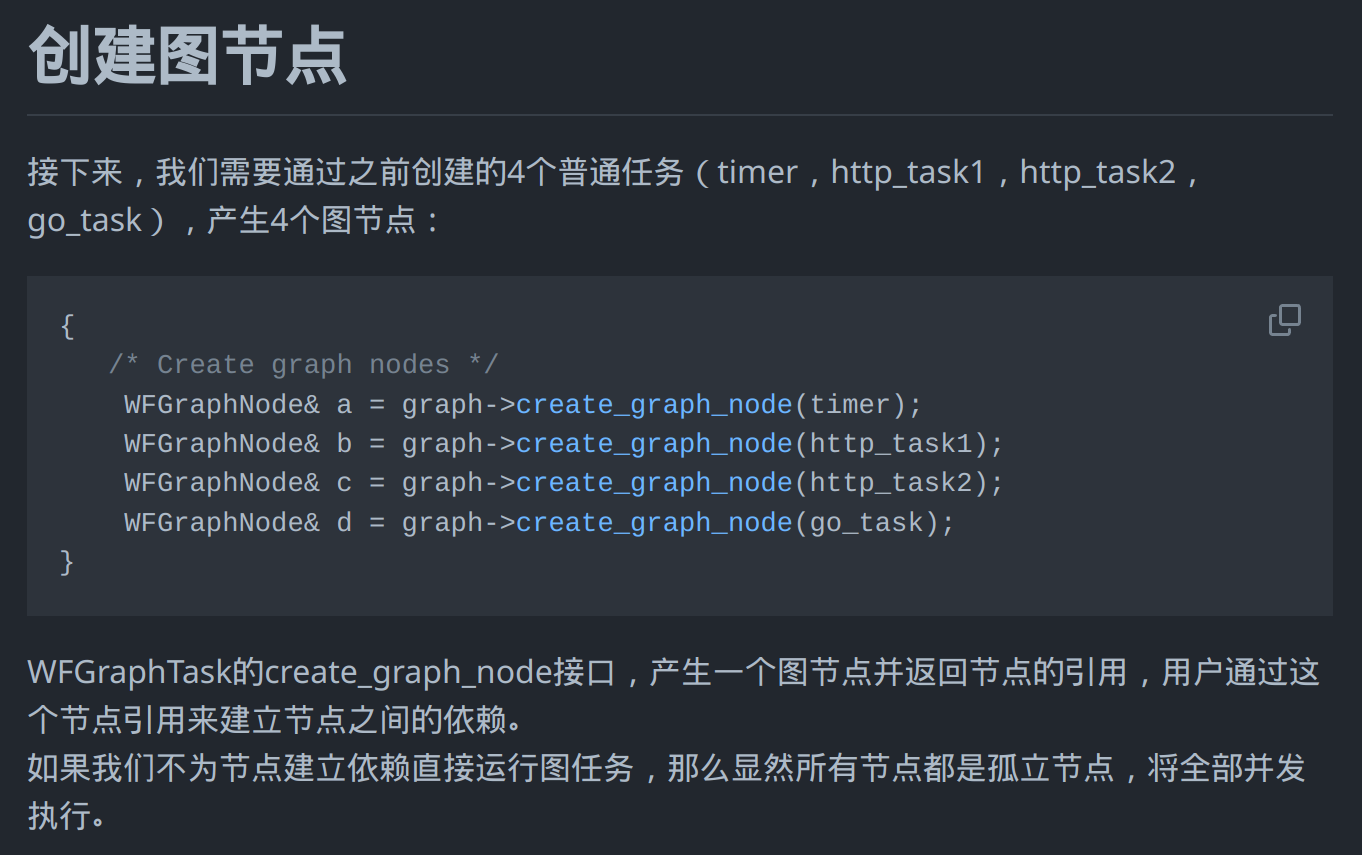 创建图节点
接下来，我们需要通过之前创建的4个普通任务（timer，http_task1，http_task2，
go_task），产生4个图节点：
{
   /* Create graph nodes */
    WFGraphNode& a = graph->create_graph_node(timer);
    WFGraphNode& b = graph->create_graph_node(http_task1);
    WFGraphNode& c = graph->create_graph_node(http_task2);
    WFGraphNode& d = graph->create_graph_node(go_task);
}
WFGraphTask的create_graph_node接口，产生一个图节点并返回节点的引用，用户通过这
个节点引用来建立节点之间的依赖。
如果我们不为节点建立依赖直接运行图任务，那么显然所有节点都是孤立节点，将全部并发
执行。